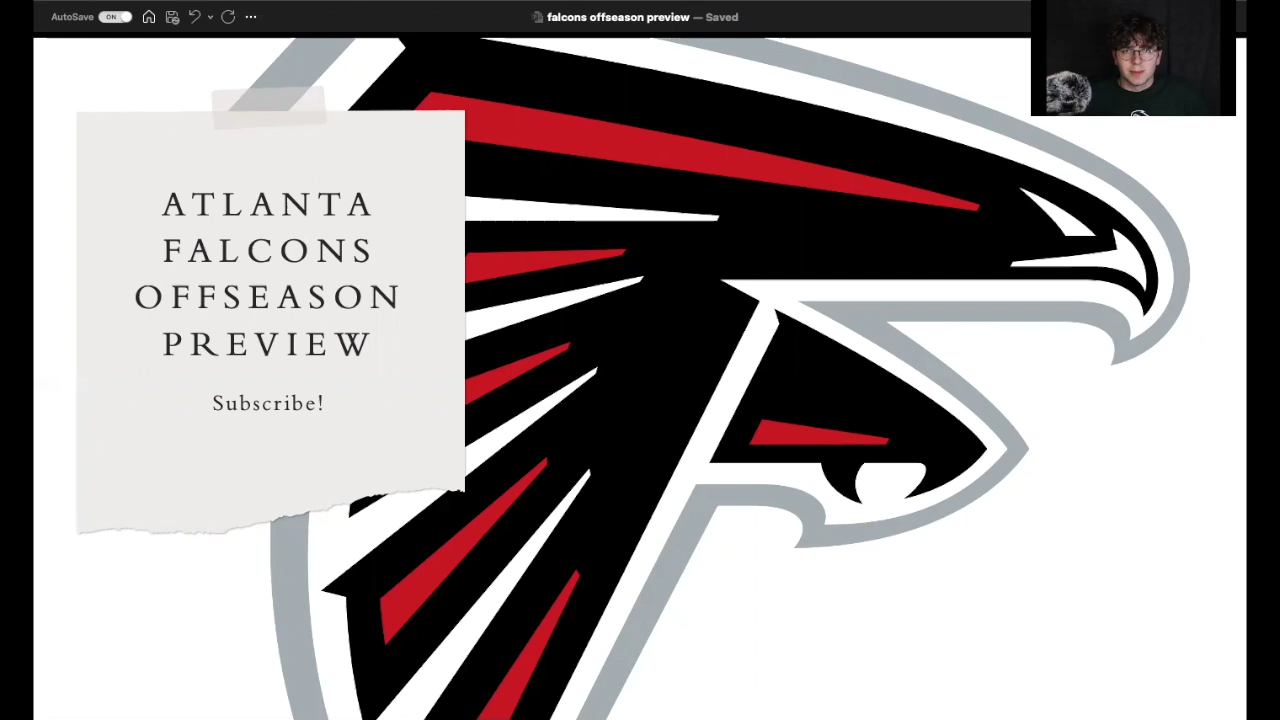 AutoSave ON falcons offseason preview — Saved
ATLANTA
FALCONS
OFFSEASON
PREVIEW
Subscribe!